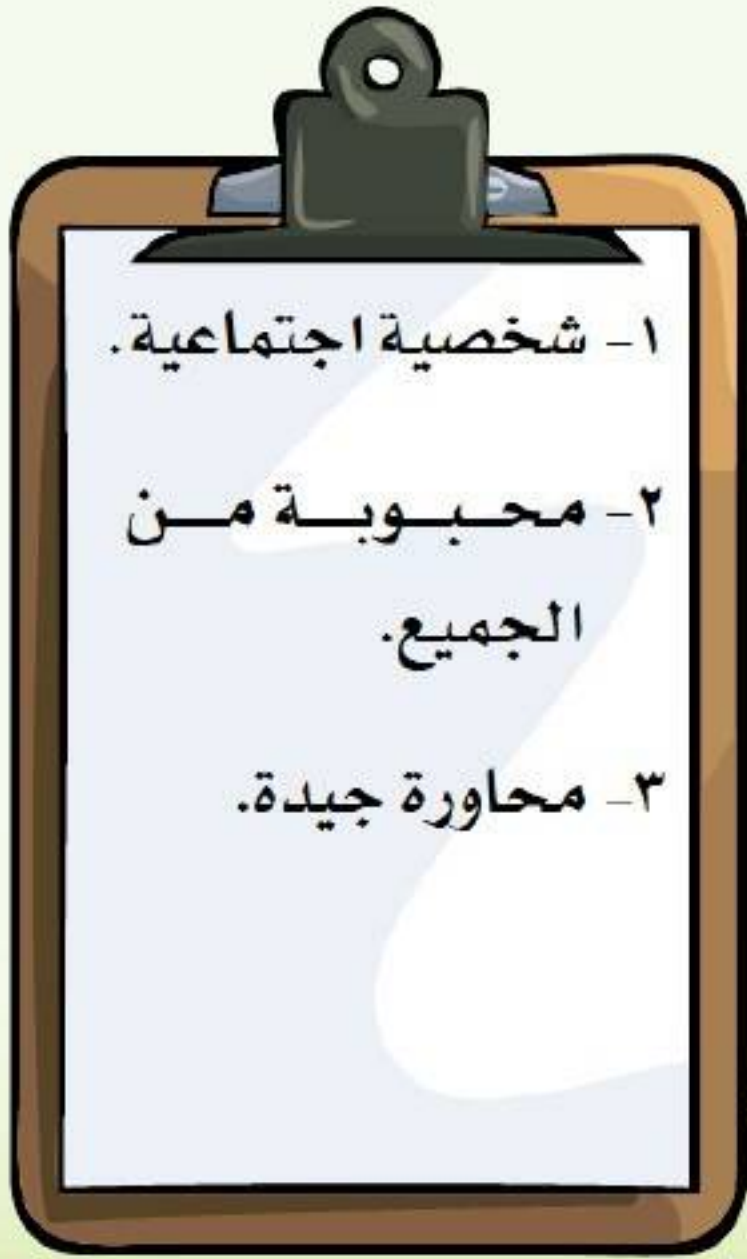 ١- شخصية اجتماعية.
٢- محبوبة من
الجميع.
٣- محاورة جيدة.